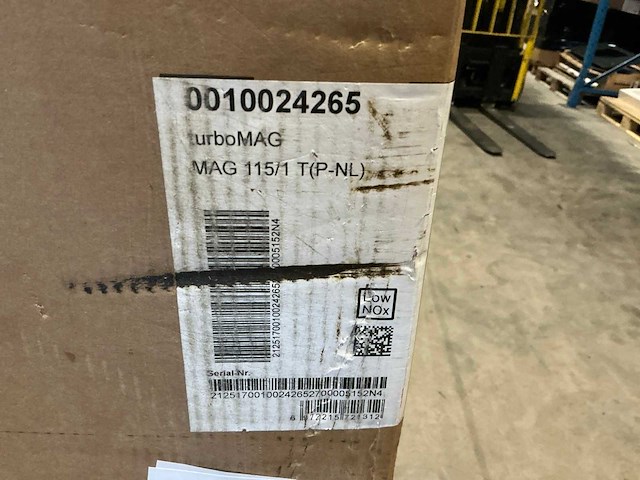 0010024265
turboMAG
MAG 115/1 T(P-NL)
Low
NOx
Serial-Nr.
21251700100242652700005152N4